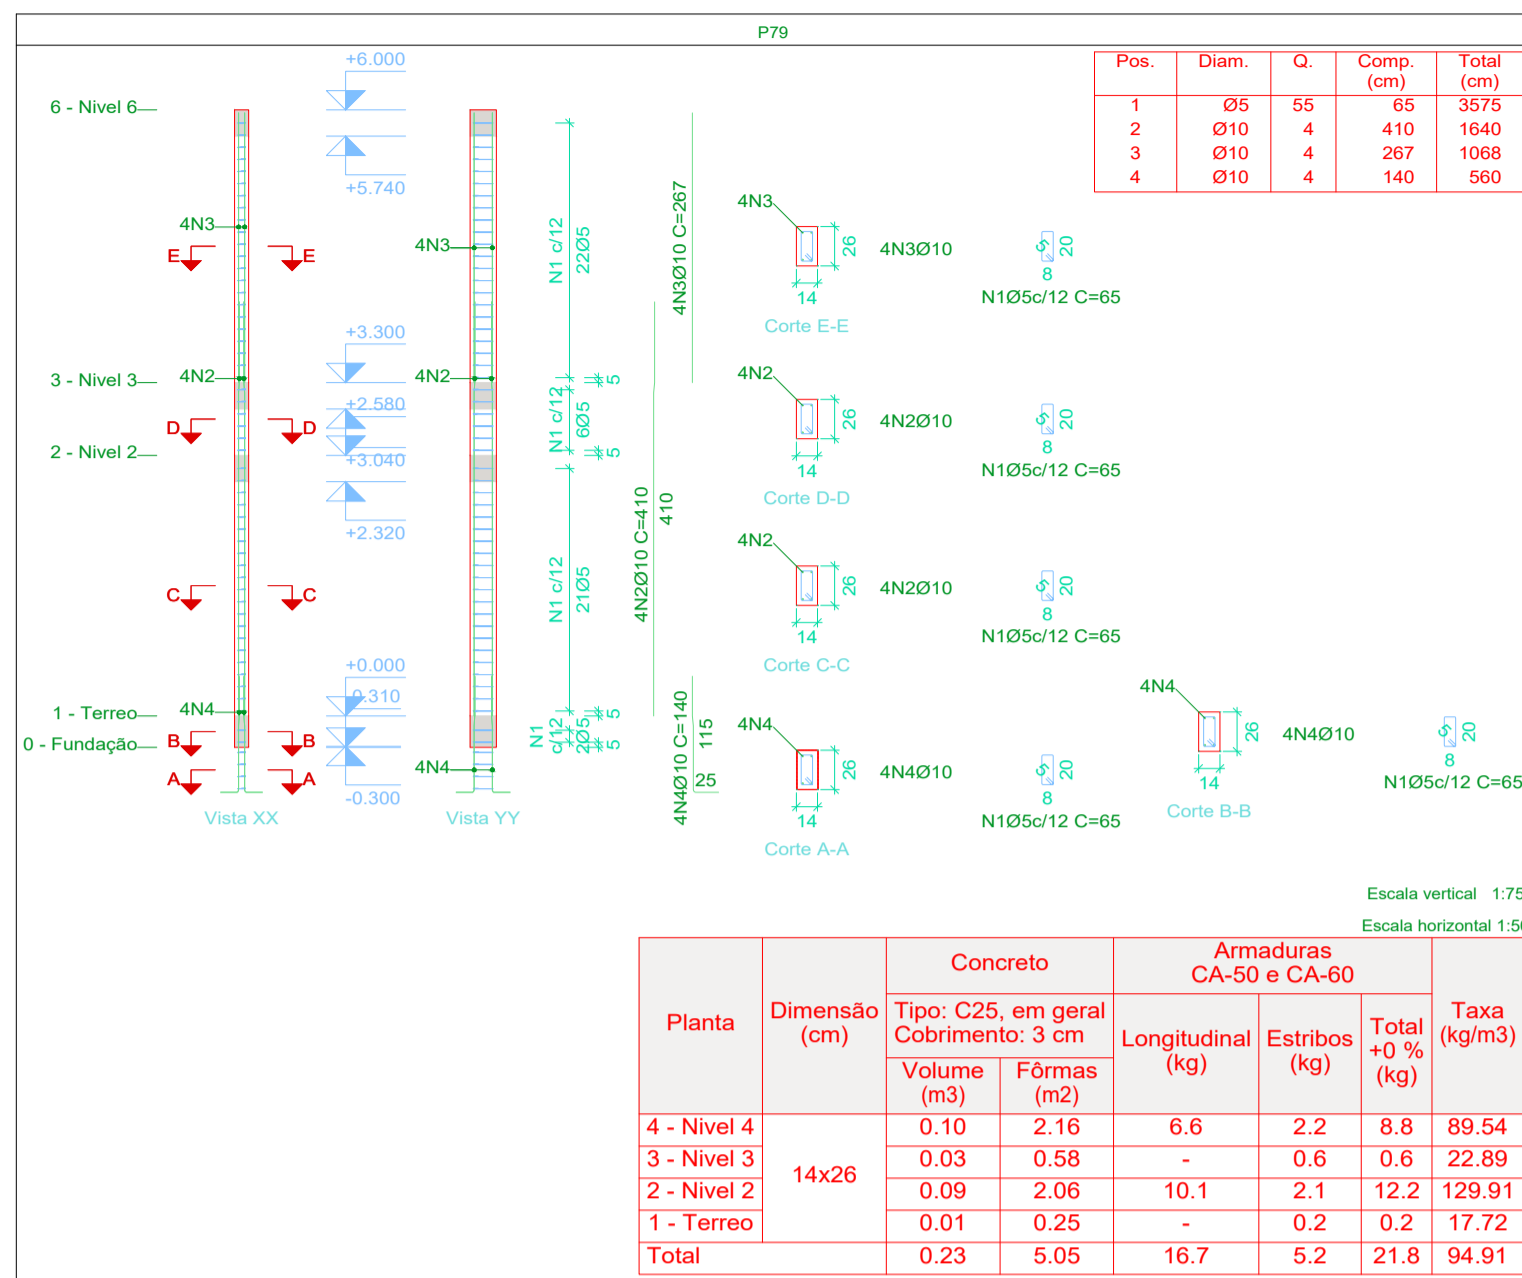 P79
Pos. Diam. Q. Comp. (cm) Total (cm)
1 Ø5 55 65 3575
2 Ø10 4 410 1640
3 Ø10 4 267 1068
4 Ø10 4 140 560
6 - Nivel 6
3 - Nivel 3
2 - Nivel 2
1 - Terreo
0 - Fundação
4N3
E E
4N2
D D
C C
4N4
B B
A A
Vista XX
+6.000
+5.740
+3.300
+2.580
+3.040
+2.320
+0.000
0.310
-0.300
4N3
4N2
4N4
Vista YY
N1 c/12
22Ø5
5
N1 c/12
6Ø5
5
N1 c/12
21Ø5
5
N1
c/12
2Ø5
5
4N3Ø10 C=267
4N2Ø10 C=410
410
4N4Ø10 C=140
115
25
4N3
26
14
4N3Ø10
5
20
8
N1Ø5c/12 C=65
Corte E-E
4N2
26
14
4N2Ø10
5
20
8
N1Ø5c/12 C=65
Corte D-D
4N2
26
14
4N2Ø10
5
20
8
N1Ø5c/12 C=65
Corte C-C
4N4
26
14
4N4Ø10
5
20
8
N1Ø5c/12 C=65
Corte A-A
4N4
26
14
4N4Ø10
5
20
8
N1Ø5c/12 C=65
Corte B-B
Escala vertical 1:75
Escala horizontal 1:50
Planta
Dimensão
(cm)
Concreto
Tipo: C25, em geral
Cobrimento: 3 cm
Volume
(m3)
Fôrmas
(m2)
Armaduras
CA-50 e CA-60
Longitudinal
(kg)
Estribos
(kg)
Total
+0 %
(kg)
Taxa
(kg/m3)
4 - Nivel 4 0.10 2.16 6.6 2.2 8.8 89.54
3 - Nivel 3 0.03 0.58 - 0.6 0.6 22.89
14x26
2 - Nivel 2 0.09 2.06 10.1 2.1 12.2 129.91
1 - Terreo 0.01 0.25 - 0.2 0.2 17.72
Total 0.23 5.05 16.7 5.2 21.8 94.91